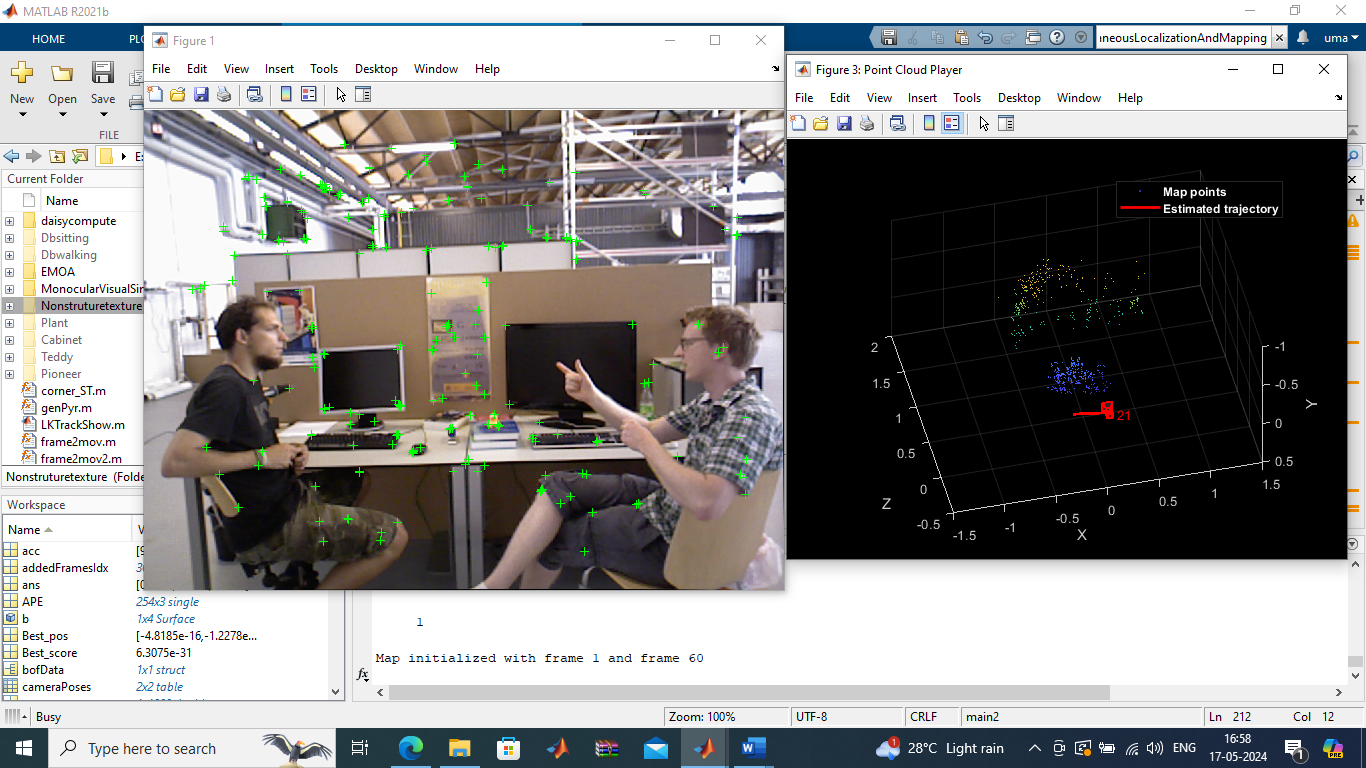 MATLAB R2021b
HOME
neousLocalizationAndMapping
uma
New
Open
Save
FILE
Current Folder
Name
daisycompute
Dbsitting
Dbwalking
EMOA
MonocularVisualSin
Nonstruturetexture
Plant
Cabinet
Teddy
Pioneer
corner_ST.m
genPyr.m
LKTrackShow.m
frame2mov.m
frame2mov2.m
Nonstruturetexture (Folde
Workspace
Name
acc
addedFramesIdx
ans
APE 254x3 single
b 1x4 Surface
Best_pos [-4.8185e-16,-1.2278e...
Best_score 6.3075e-31
bofData 1x1 struct
cameraPoses 2x2 table
Figure 1
File Edit View Insert Tools Desktop Window Help
Figure 3: Point Cloud Player
File Edit View Insert Tools Desktop Window Help
Map points
Estimated trajectory
2
1.5
1
0.5
0
-0.5
Z
-1.5
-1
-0.5
0
0.5
1
1.5
X
-1
-0.5
0
0.5
Y
21
1
Map initialized with frame 1 and frame 60
fx
Busy
Zoom: 100%
UTF-8
CRLF
main2
Ln 212 Col 12
Type here to search
28°C Light rain
ENG
16:58
17-05-2024
1
PRE